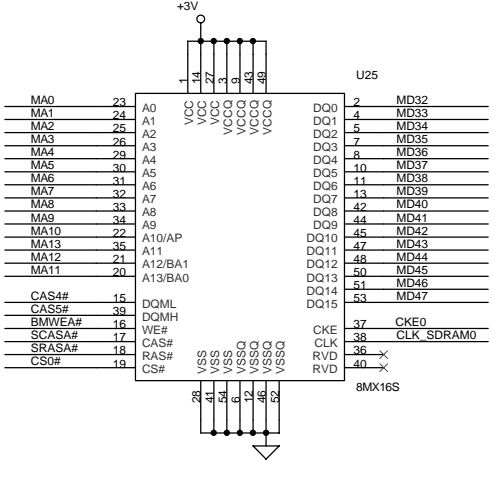 +3V
U25
1 14 27 3 9 43 49
VCC VCC VCC VCCQ VCCQ VCCQ VCCQ
MA0 23 A0 DQ0 2 MD32
MA1 24 A1 DQ1 4 MD33
MA2 25 A2 DQ2 5 MD34
MA3 26 A3 DQ3 7 MD35
MA4 29 A4 DQ4 8 MD36
MA5 30 A5 DQ5 10 MD37
MA6 31 A6 DQ6 11 MD38
MA7 32 A7 DQ7 13 MD39
MA8 33 A8 DQ8 42 MD40
MA9 34 A9 DQ9 44 MD41
MA10 22 A10/AP DQ10 45 MD42
MA13 35 A11 DQ11 47 MD43
MA12 21 A12/BA1 DQ12 48 MD44
MA11 20 A13/BA0 DQ13 50 MD45
DQ14 51 MD46
CAS4# 15 DQML DQ15 53 MD47
CAS5# 39 DQMH
BMWEA# 16 WE# CKE 37 CKE0
SCASA# 17 CAS# CLK 38 CLK_SDRAM0
SRASA# 18 RAS# RVD 36
CS0# 19 CS# RVD 40
VSS VSS VSS VSSQ VSSQ VSSQ VSSQ
8MX16S
28 41 54 6 12 46 52